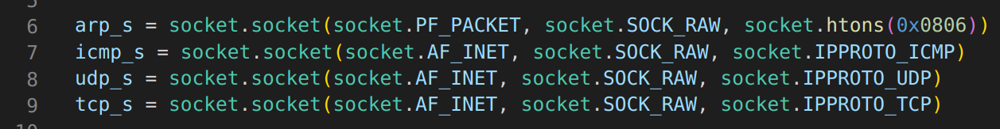 6 arp_s = socket.socket(socket.PF_PACKET, socket.SOCK_RAW, socket.htons(0x0806))
7 icmp_s = socket.socket(socket.AF_INET, socket.SOCK_RAW, socket.IPPROTO_ICMP)
8 udp_s = socket.socket(socket.AF_INET, socket.SOCK_RAW, socket.IPPROTO_UDP)
9 tcp_s = socket.socket(socket.AF_INET, socket.SOCK_RAW, socket.IPPROTO_TCP)